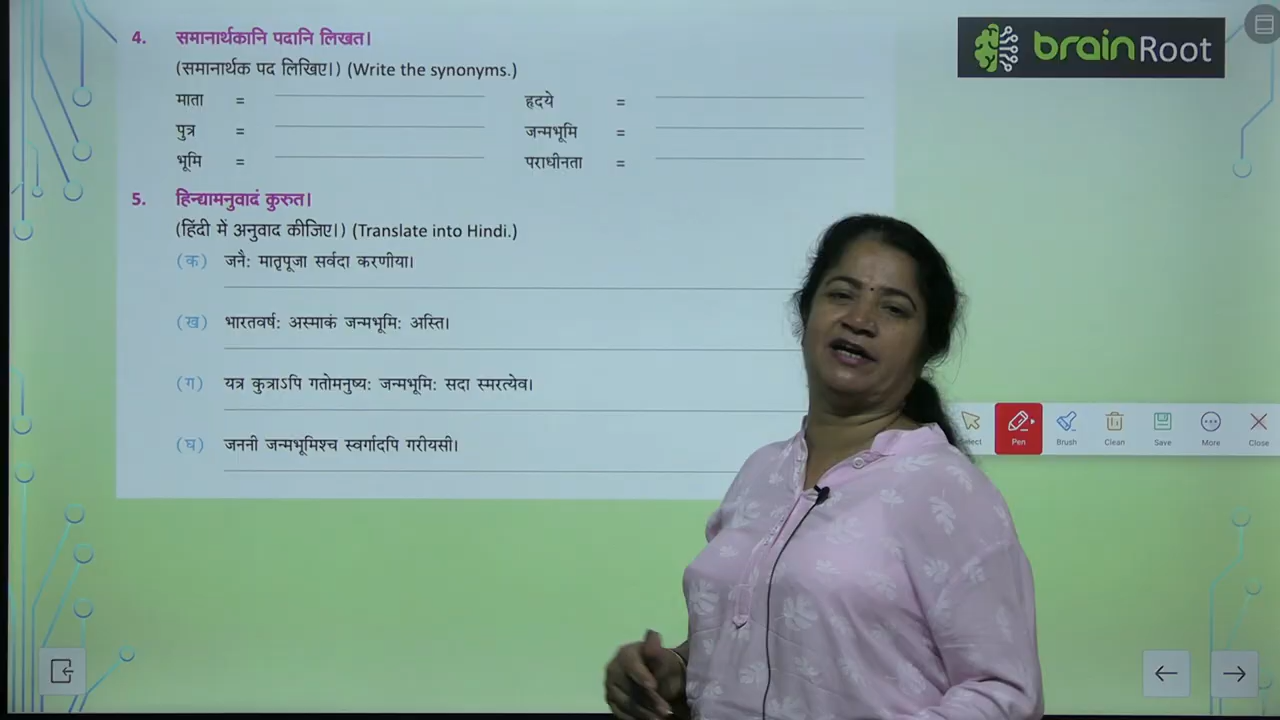 4. समानार्थकानि पदानि लिखत।
(समानार्थक पद लिखिए।) (Write the synonyms.)
माता = हृदये =
पुत्र = जन्मभूमि =
भूमि = पराधीनता =
5. हिन्द्यामनुवादं कुरुत।
(हिंदी में अनुवाद कीजिए।) (Translate into Hindi.)
(क) जनैः मातृपूजा सर्वदा करणीया।
(ख) भारतवर्षः अस्माकं जन्मभूमिः अस्ति।
(ग) यत्र कुत्राऽपि गतोमनुष्यः जन्मभूमिः सदा स्मरत्येव।
(घ) जननी जन्मभूमिश्च स्वर्गादपि गरीयसी।
brainRoot
Pen Brush Clean Save More Close